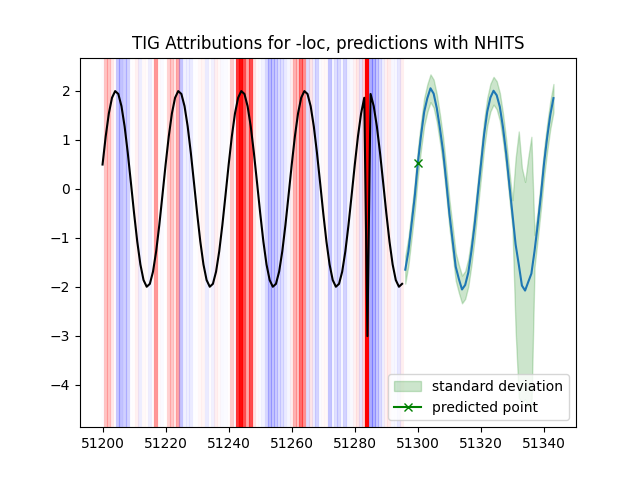 TIG Attributions for -loc, predictions with NHITS
2
1
0
−1
−2
−3
−4
standard deviation
predicted point
51200 51220 51240 51260 51280 51300 51320 51340